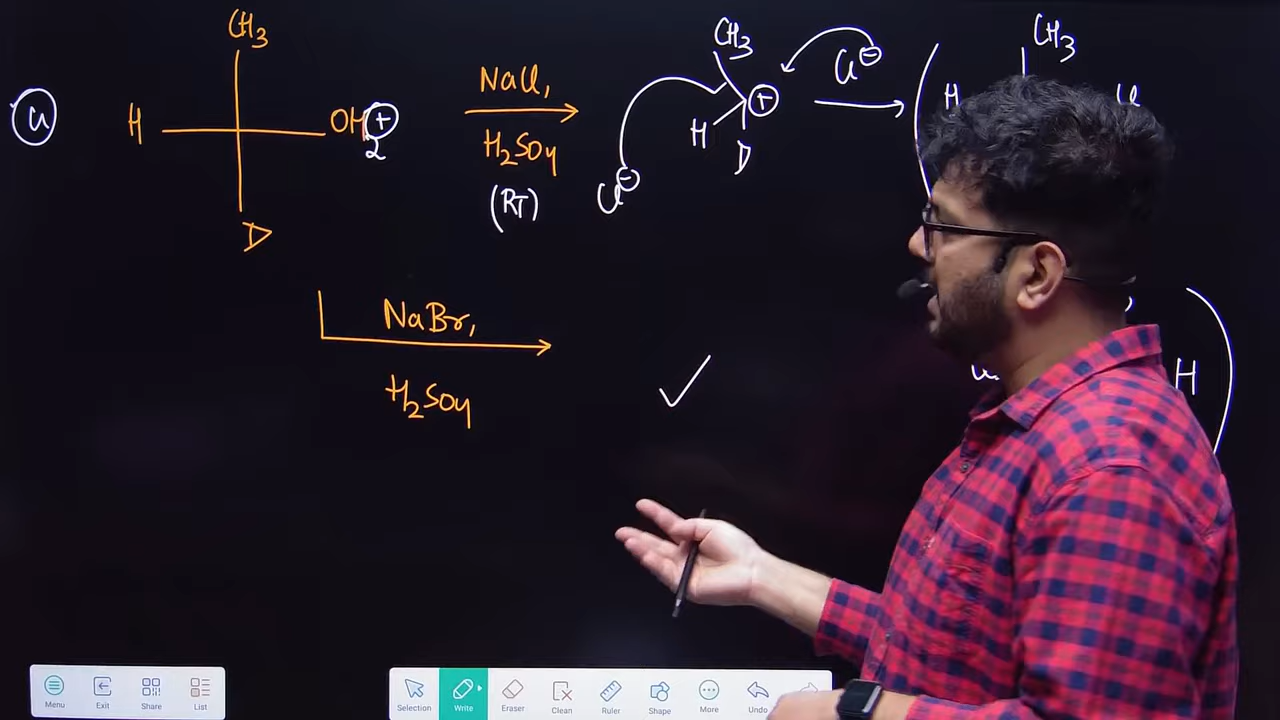 a
CH3
H
OH2
+
D
NaCl,
H2SO4
(RT)
CH3
+
H
D
Cl⊖
Cl⊖
CH3
H
Cl
NaBr,
H2SO4
H
Menu
Exit
Share
List
Selection
Write
Eraser
Clean
Ruler
Shape
More
Undo